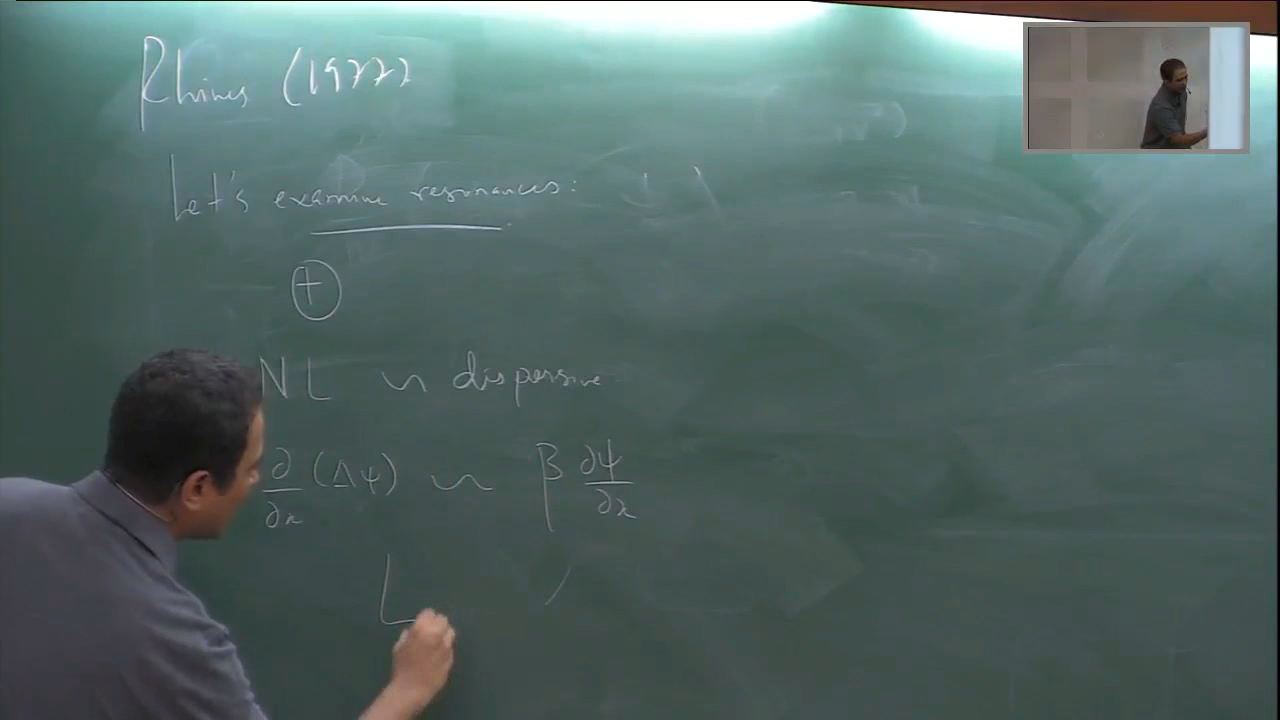 Rhines (1977)
Let's examine resonances:
⊕
NL ∽ dispersive
∂/∂x (Δψ) ∽ β ∂ψ/∂x
L